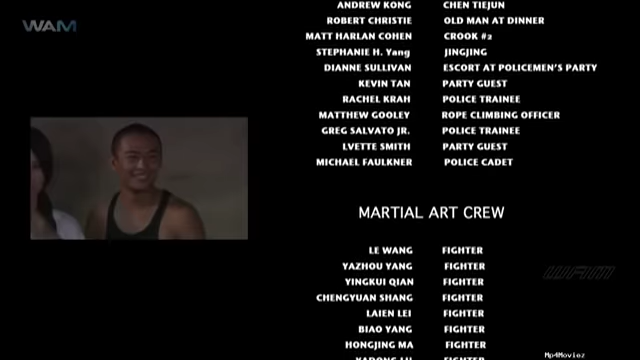 WAM
ANDREW KONG CHEN TIEJUN
ROBERT CHRISTIE OLD MAN AT DINNER
MATT HARLAN COHEN CROOK #2
STEPHANIE H. Yang JINGJING
DIANNE SULLIVAN ESCORT AT POLICEMEN'S PARTY
KEVIN TAN PARTY GUEST
RACHEL KRAH POLICE TRAINEE
MATTHEW GOOLEY ROPE CLIMBING OFFICER
GREG SALVATO JR. POLICE TRAINEE
LVETTE SMITH PARTY GUEST
MICHAEL FAULKNER POLICE CADET
MARTIAL ART CREW
LE WANG FIGHTER
YAZHOU YANG FIGHTER
YINGKUI QIAN FIGHTER
WAM
CHENGYUAN SHANG FIGHTER
LAIEN LEI FIGHTER
BIAO YANG FIGHTER
HONGJING MA FIGHTER
YADONG LU FIGHTER
Mp4Moviez